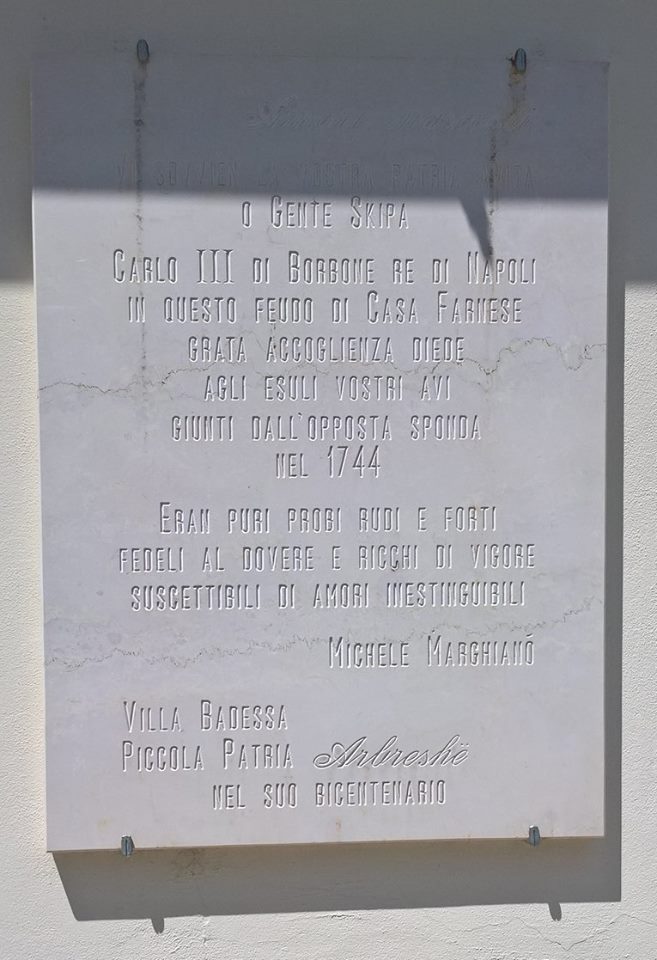 VI SOVVIEN LA VOSTRA PATRIA AVITA
O GENTE SKIPA
CARLO III DI BORBONE RE DI NAPOLI
IN QUESTO FEUDO DI CASA FARNESE
GRATA ACCOGLIENZA DIEDE
AGLI ESULI VOSTRI AVI
GIUNTI DALL'OPPOSTA SPONDA
NEL 1744
ERAN PURI PROBI RUDI E FORTI
FEDELI AL DOVERE E RICCHI DI VIGORE
SUSCETTIBILI DI AMORI INESTINGUIBILI
MICHELE MARGHIANÓ
VILLA BADESSA
PICCOLA PATRIA Arbreshë
NEL SUO BICENTENARIO